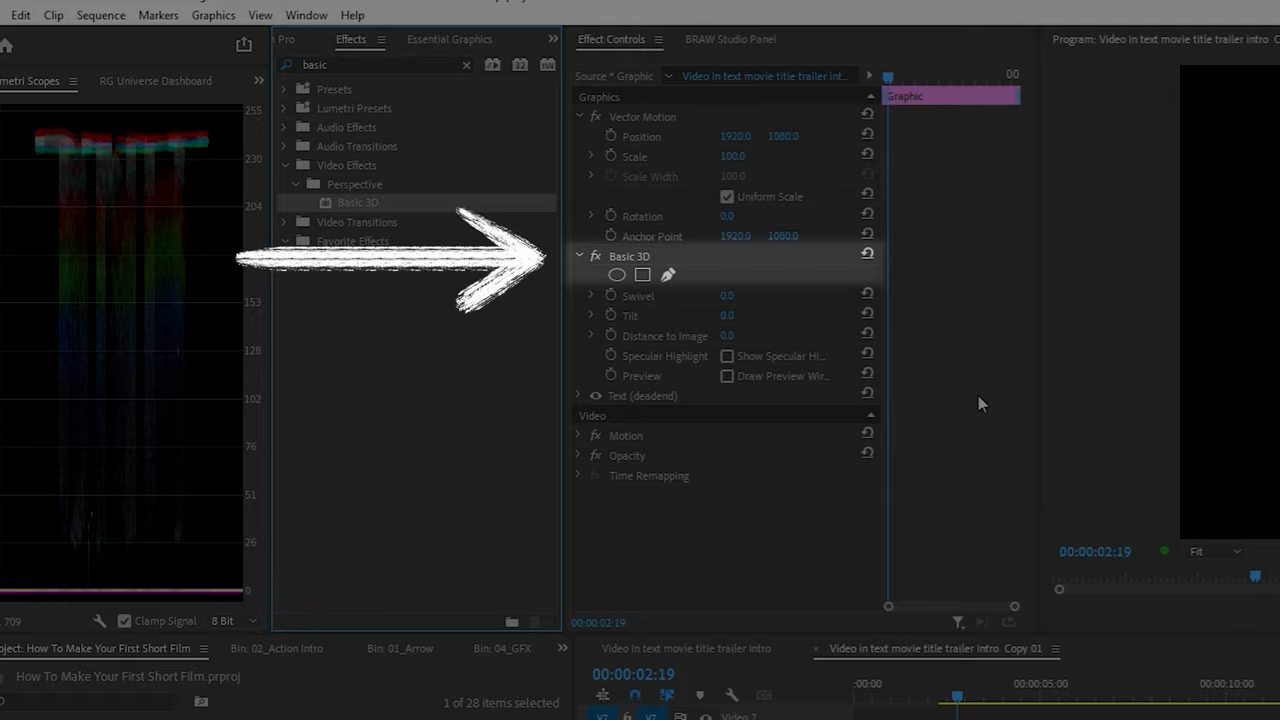 Edit Clip Sequence Markers Graphics View Window Help
n Pro Effects Essential Graphics
metri Scopes RG Universe Dashboard
basic
Presets
Lumetri Presets
Audio Effects
Audio Transitions
Video Effects
Perspective
Basic 3D
Video Transitions
Favorite Effects
255
230
204
153
128
102
76
51
26
0
709 Clamp Signal 8 Bit
Effect Controls BRAW Studio Panel
Source * Graphic Video in text movie title trailer int... 00
Graphics Graphic
Vector Motion
Position 1920.0 1080.0
Scale 100.0
Scale Width 100.0
Uniform Scale
Rotation 0.0
Anchor Point 1920.0 1080.0
Basic 3D
Swivel 0.0
Tilt 0.0
Distance to Image 0.0
Specular Highlight Show Specular Hi...
Preview Draw Preview Wir...
Text (deadend)
Video
Motion
Opacity
Time Remapping
00:00:02:19
Program: Video in text movie title trailer intro C
00:00:02:19 Fit
oject: How To Make Your First Short Film Bin: 02_Action Intro Bin: 01_Arrow Bin: 04_GFX
How To Make Your First Short Film.prproj
1 of 28 items selected
Video in text movie title trailer intro × Video in text movie title trailer intro Copy 01
00:00:02:19
:00:00 00:00:05:00 00:00:10:00
V7 V7 Video 7